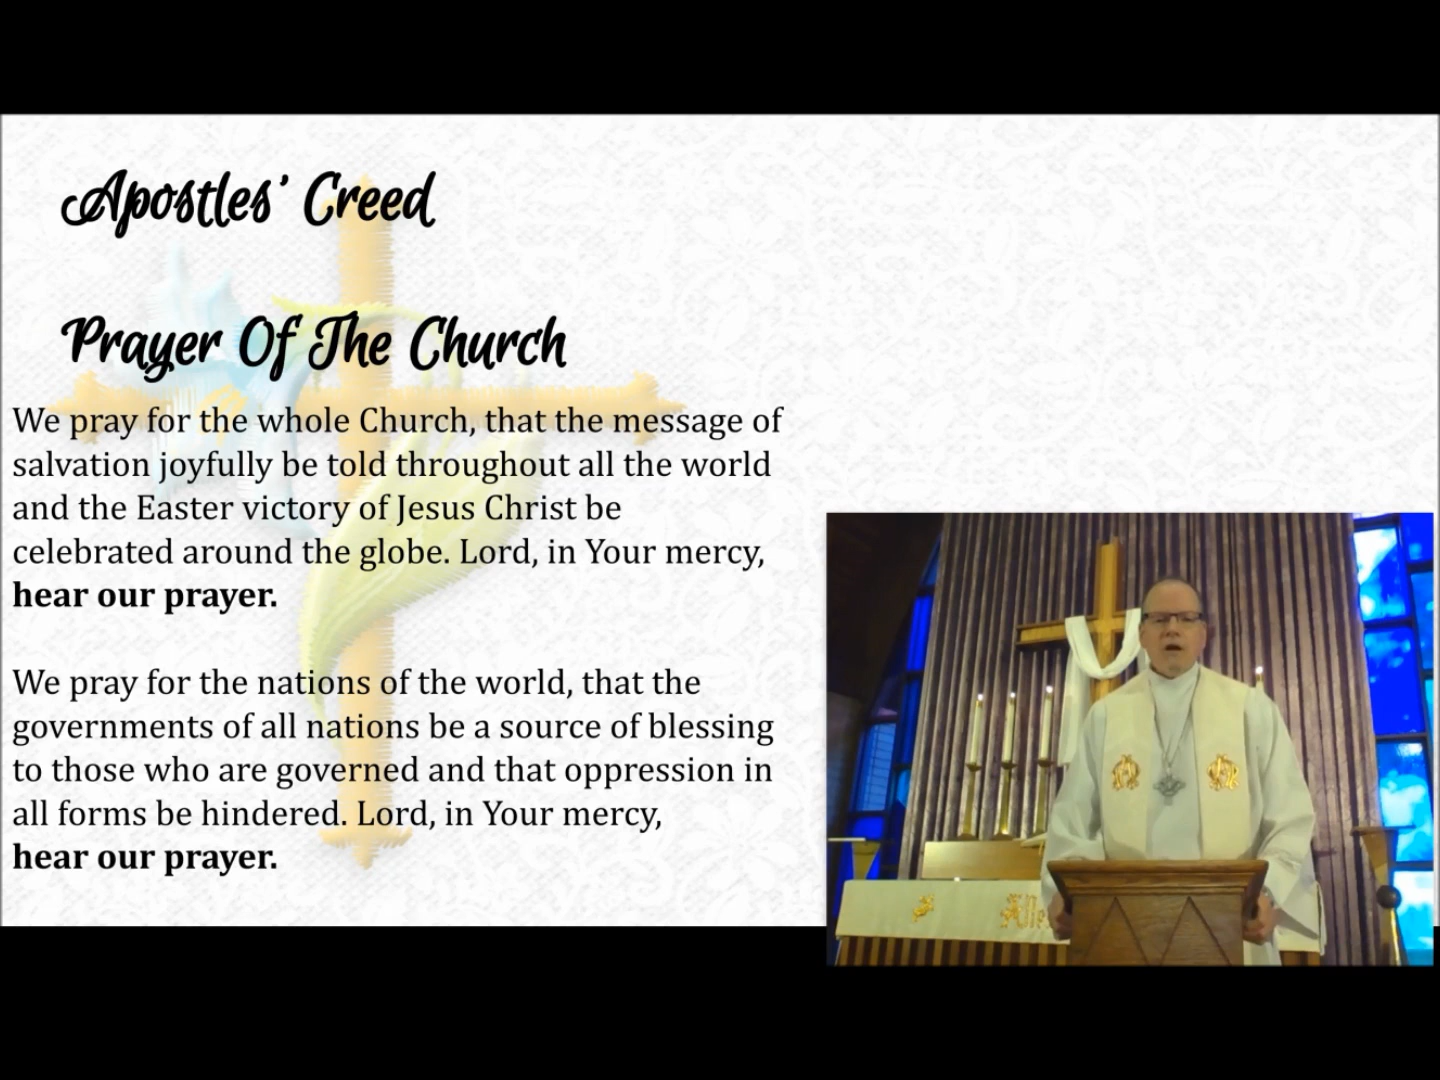 Apostles' Creed
Prayer Of The Church
We pray for the whole Church, that the message of
salvation joyfully be told throughout all the world
and the Easter victory of Jesus Christ be
celebrated around the globe. Lord, in Your mercy,
hear our prayer.
We pray for the nations of the world, that the
governments of all nations be a source of blessing
to those who are governed and that oppression in
all forms be hindered. Lord, in Your mercy,
hear our prayer.